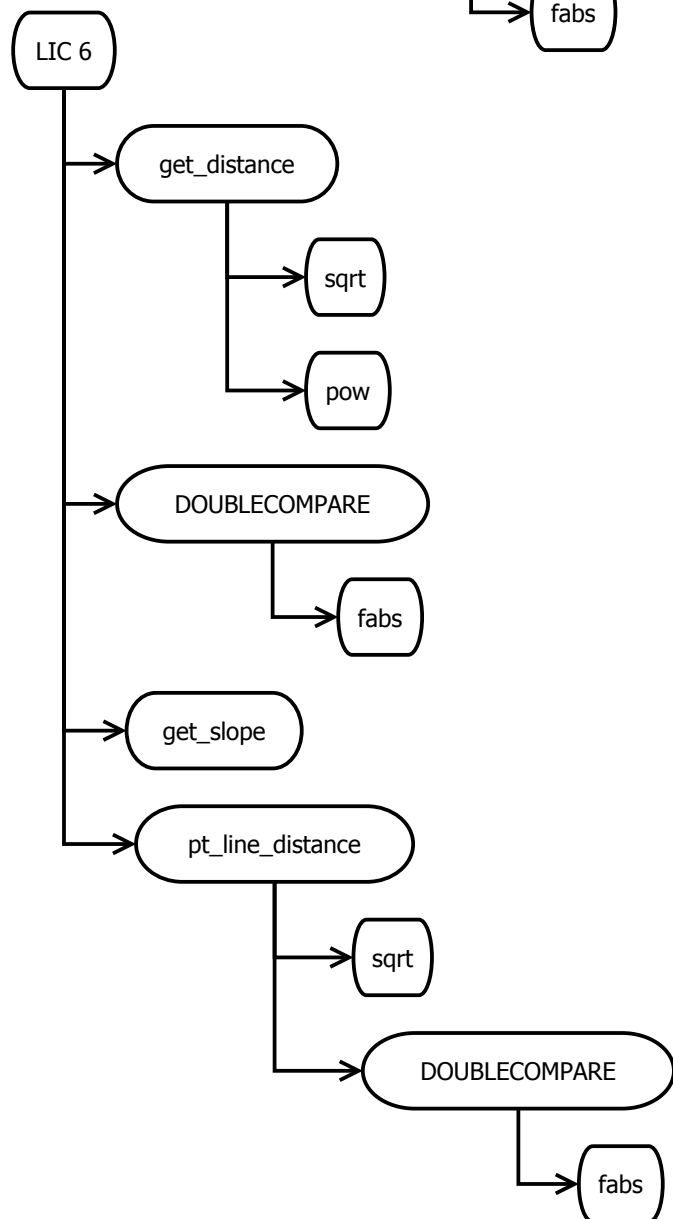 fabs
LIC 6
get_distance
sqrt
pow
DOUBLECOMPARE
fabs
get_slope
pt_line_distance
sqrt
DOUBLECOMPARE
fabs